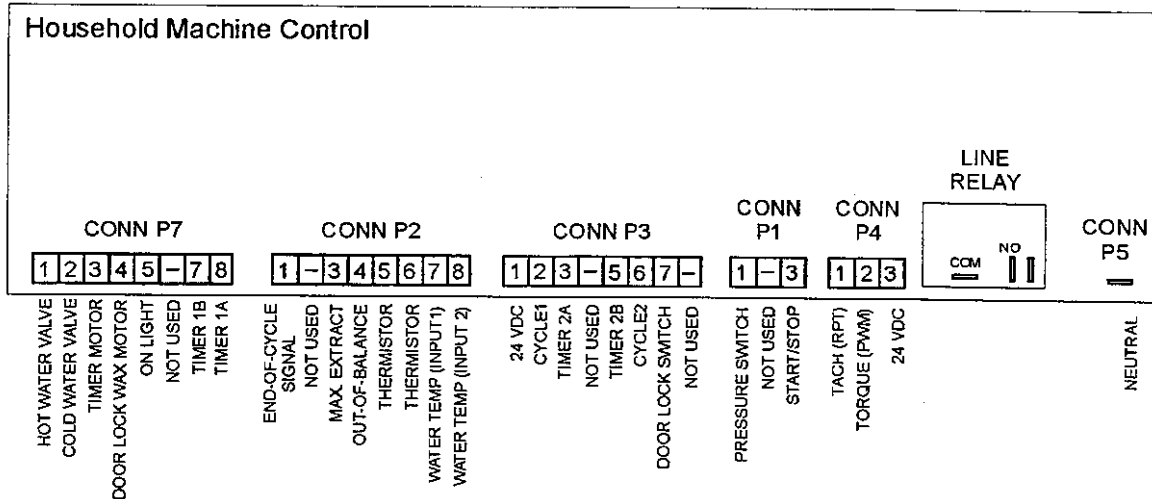 Household Machine Control
LINE
RELAY
CONN P7
CONN P2
CONN P3
CONN
P1
CONN
P4
CONN
P5
COM
NO
1 2 3 4 5 – 7 8
1 – 3 4 5 6 7 8
1 2 3 – 5 6 7 –
1 – 3
1 2 3
HOT WATER VALVE
COLD WATER VALVE
TIMER MOTOR
DOOR LOCK WAX MOTOR
ON LIGHT
NOT USED
TIMER 1B
TIMER 1A
END-OF-CYCLE
SIGNAL
NOT USED
MAX. EXTRACT
OUT-OF-BALANCE
THERMISTOR
THERMISTOR
WATER TEMP (INPUT1)
WATER TEMP (INPUT 2)
24 VDC
CYCLE1
TIMER 2A
NOT USED
TIMER 2B
CYCLE2
DOOR LOCK SWITCH
NOT USED
PRESSURE SWITCH
NOT USED
START/STOP
TACH (RPT)
TORQUE (PWM)
24 VDC
NEUTRAL